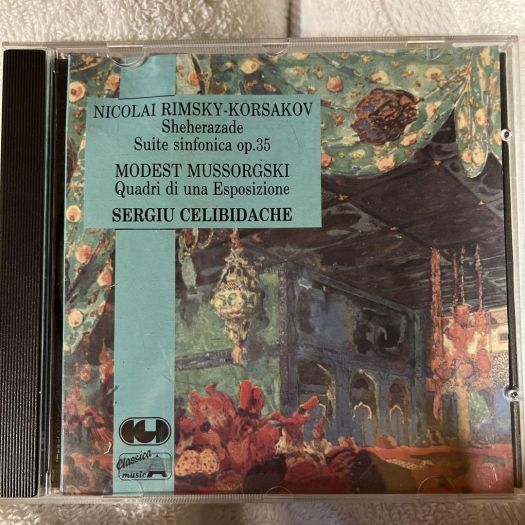 NICOLAI RIMSKY-KORSAKOV
Sheherazade
Suite sinfonica op.35
MODEST MUSSORGSKI
Quadri di una Esposizione
SERGIU CELIBIDACHE
Classica
music